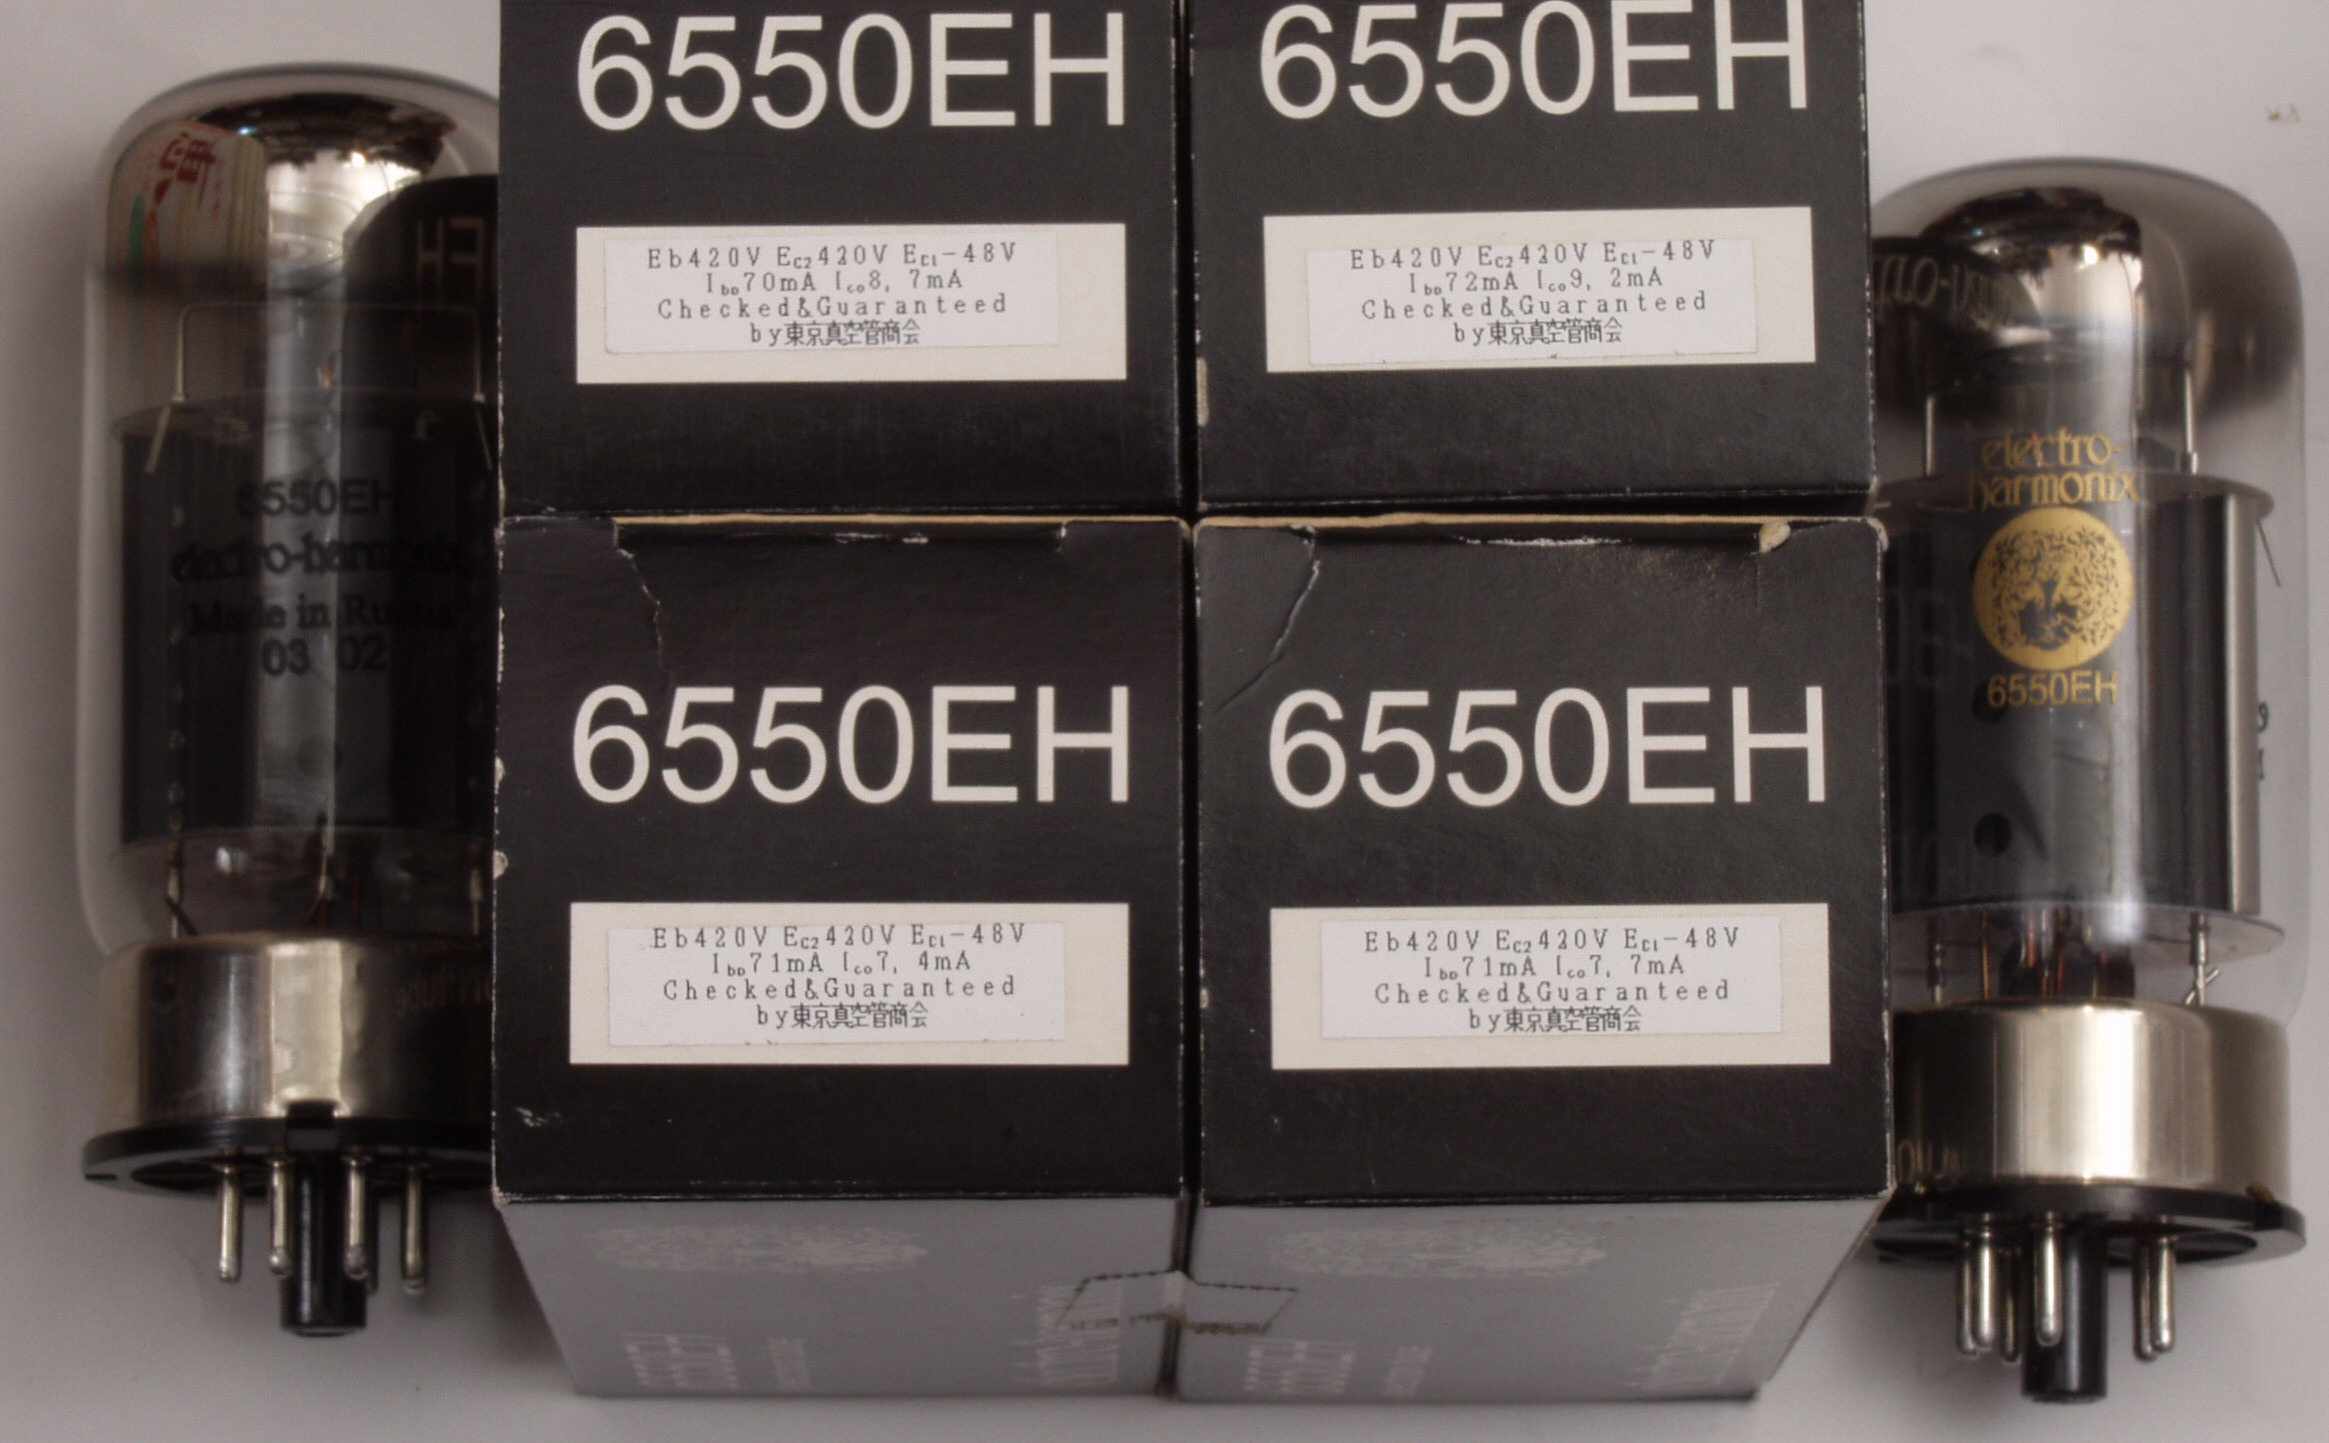 6550EH
6550EH
Eb420V Ec2420V Ec1-48V
Ibo70mA Ico8, 7mA
Checked&Guaranteed
by東京真空管商会
Eb420V Ec2420V Ec1-48V
Ibo72mA Ico9, 2mA
Checked&Guaranteed
by東京真空管商会
6550EH
electro-harmonix
Made in Russia
03 02
electro-
harmonix
6550EH
6550EH
6550EH
Eb420V Ec2420V Ec1-48V
Ibo71mA Ico7, 4mA
Checked&Guaranteed
by東京真空管商会
Eb420V Ec2420V Ec1-48V
Ibo71mA Ico7, 7mA
Checked&Guaranteed
by東京真空管商会